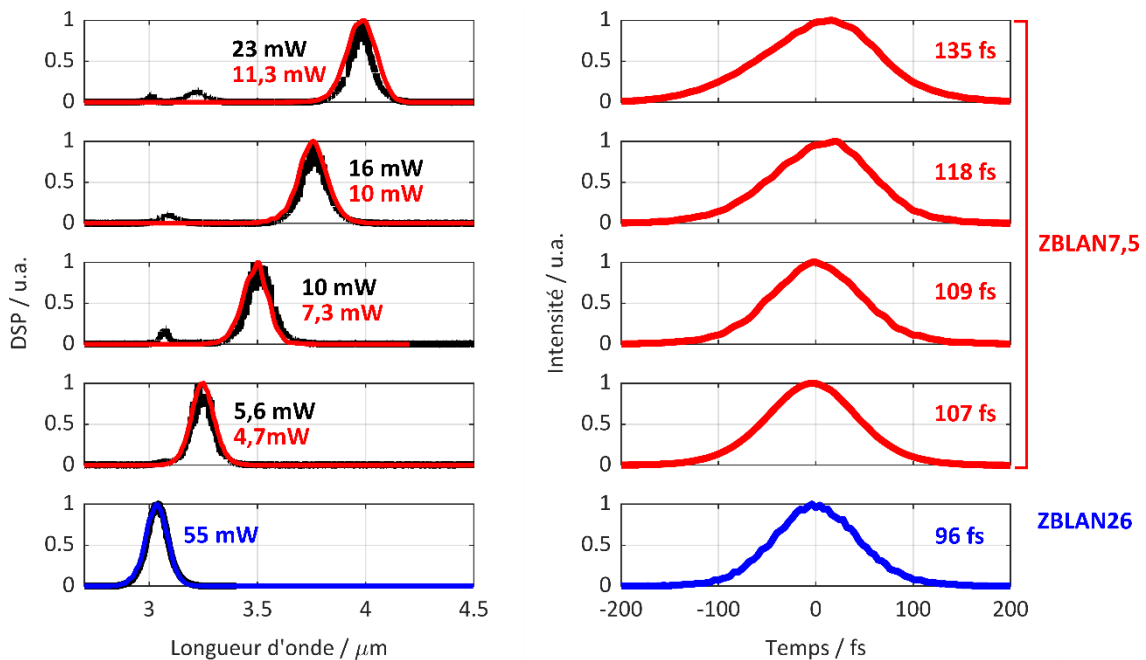 1
0.5
0
23 mW
11,3 mW
135 fs
1
0.5
0
1
0.5
0
16 mW
10 mW
118 fs
1
0.5
0
1
0.5
0
10 mW
7,3 mW
109 fs
1
0.5
0
1
0.5
0
5,6 mW
4,7mW
107 fs
1
0.5
0
1
0.5
0
55 mW
96 fs
1
0.5
0
ZBLAN7,5
ZBLAN26
DSP / u.a.
Intensité / u.a.
3
3.5
4
4.5
-200
-100
0
100
200
Longueur d'onde / μm
Temps / fs